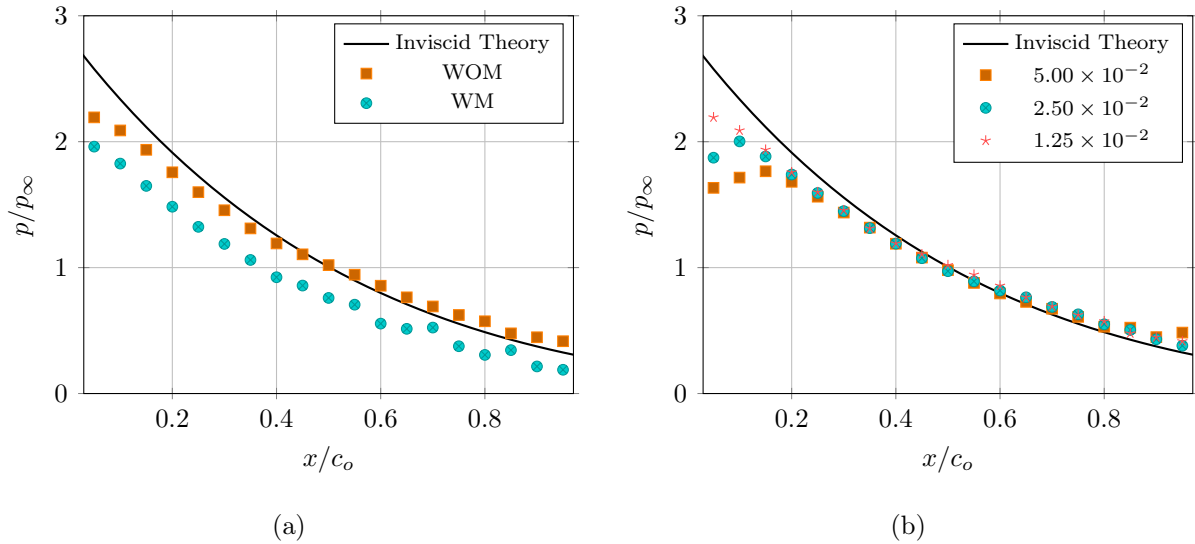 3
2
1
0
p/p∞
0.2 0.4 0.6 0.8
x/c_o
Inviscid Theory
WOM
WM
(a)
3
2
1
0
p/p∞
0.2 0.4 0.6 0.8
x/c_o
Inviscid Theory
5.00 × 10⁻²
2.50 × 10⁻²
1.25 × 10⁻²
(b)